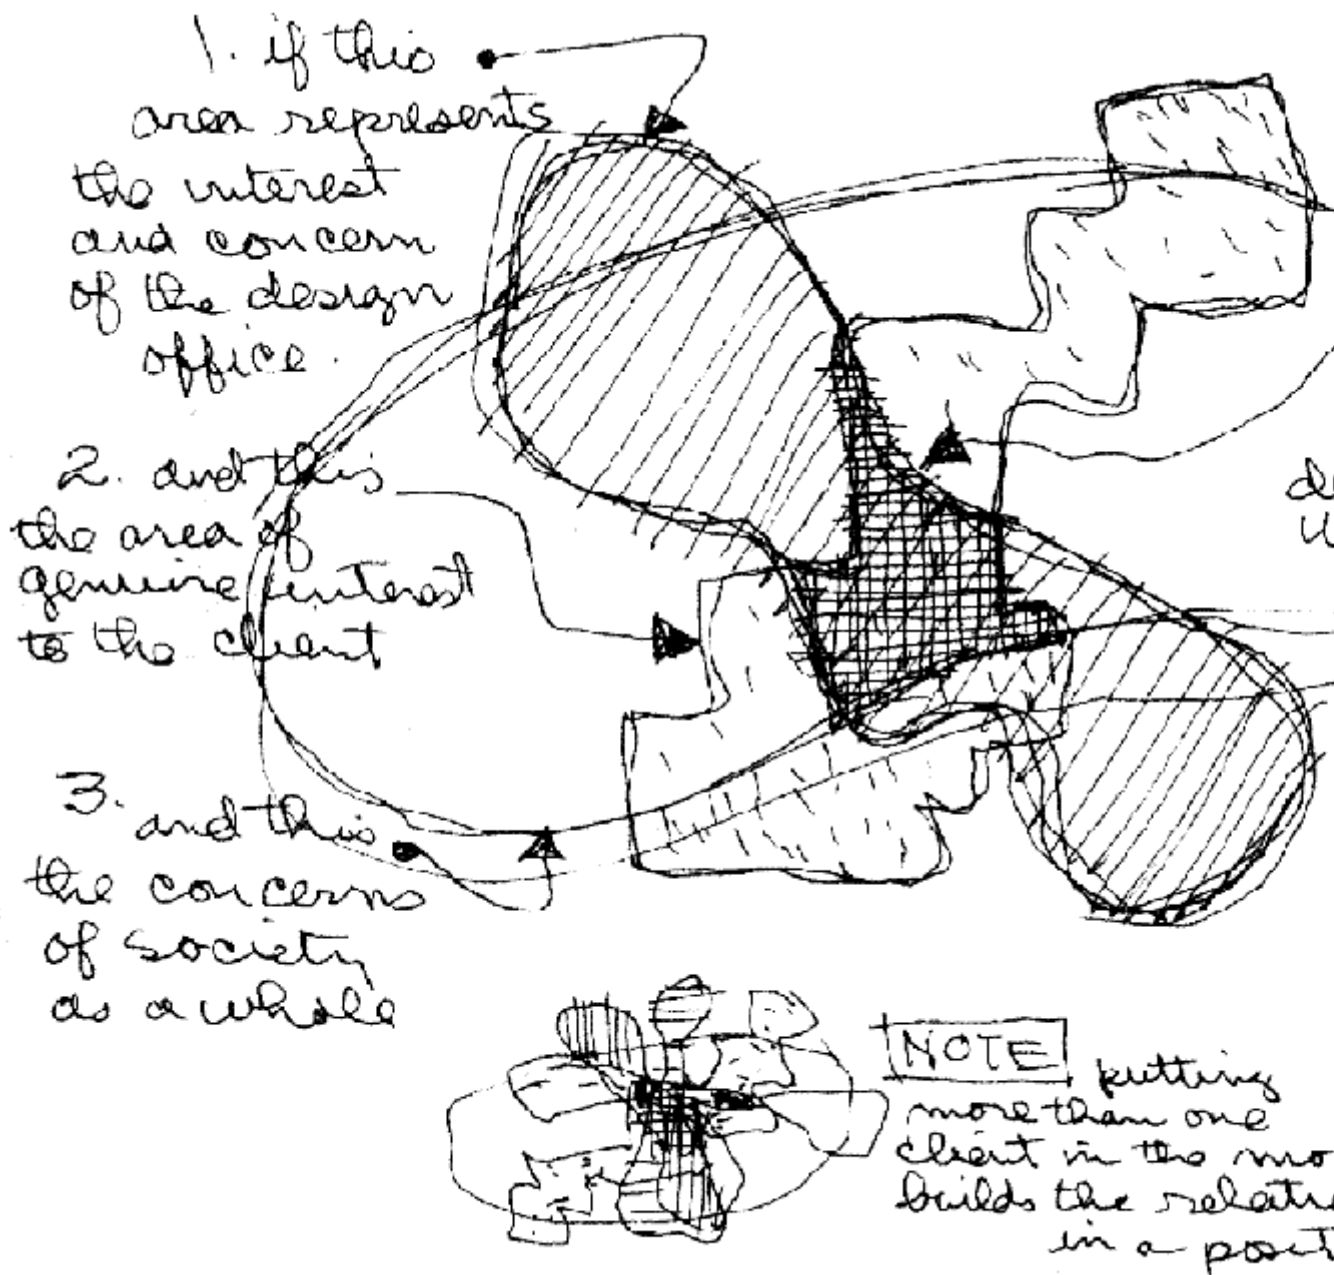 1. if this
area represents
the interest
and concern
of the design
office.
2. and this
the area of
genuine interest
to the client
3. and this
the concerns
of society
as a whole
NOTE putting
more than one
client in the
builds the
in a